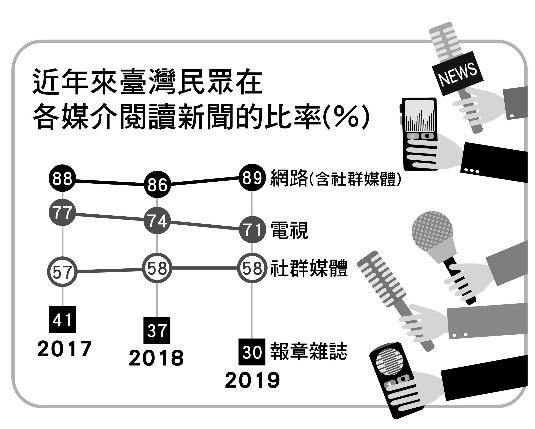 近年來臺灣民眾在
各媒介閱讀新聞的比率(%)
NEWS
88 86 89 網路(含社群媒體)
77 74 71 電視
57 58 58 社群媒體
41 37 30 報章雜誌
2017 2018 2019